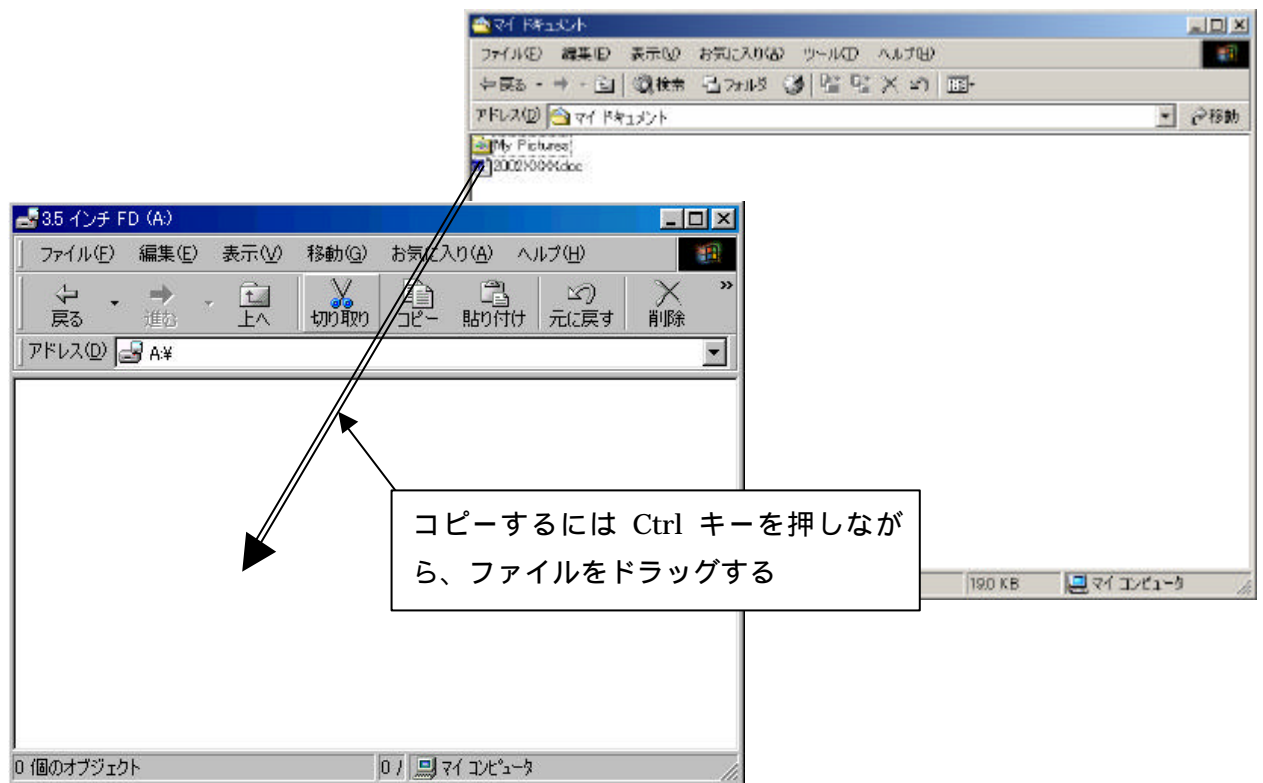 マイ ドキュメント
ファイル(F) 編集(E) 表示(V) お気に入り(A) ツール(T) ヘルプ(H)
戻る 検索 フォルダ
アドレス(D) マイ ドキュメント 移動
My Pictures
2002XXXX.doc
3.5 インチ FD (A:)
ファイル(F) 編集(E) 表示(V) 移動(G) お気に入り(A) ヘルプ(H)
戻る 進む 上へ 切り取り コピー 貼り付け 元に戻す 削除 »
アドレス(D) A:¥
コピーするには Ctrl キーを押しなが
ら、ファイルをドラッグする
19.0 KB マイ コンピュータ
0 個のオブジェクト 0 / マイ コンピュータ